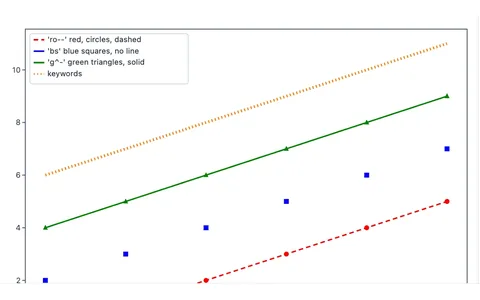 'ro--' red, circles, dashed
'bs' blue squares, no line
'g^-' green triangles, solid
keywords
10
8
6
4
2